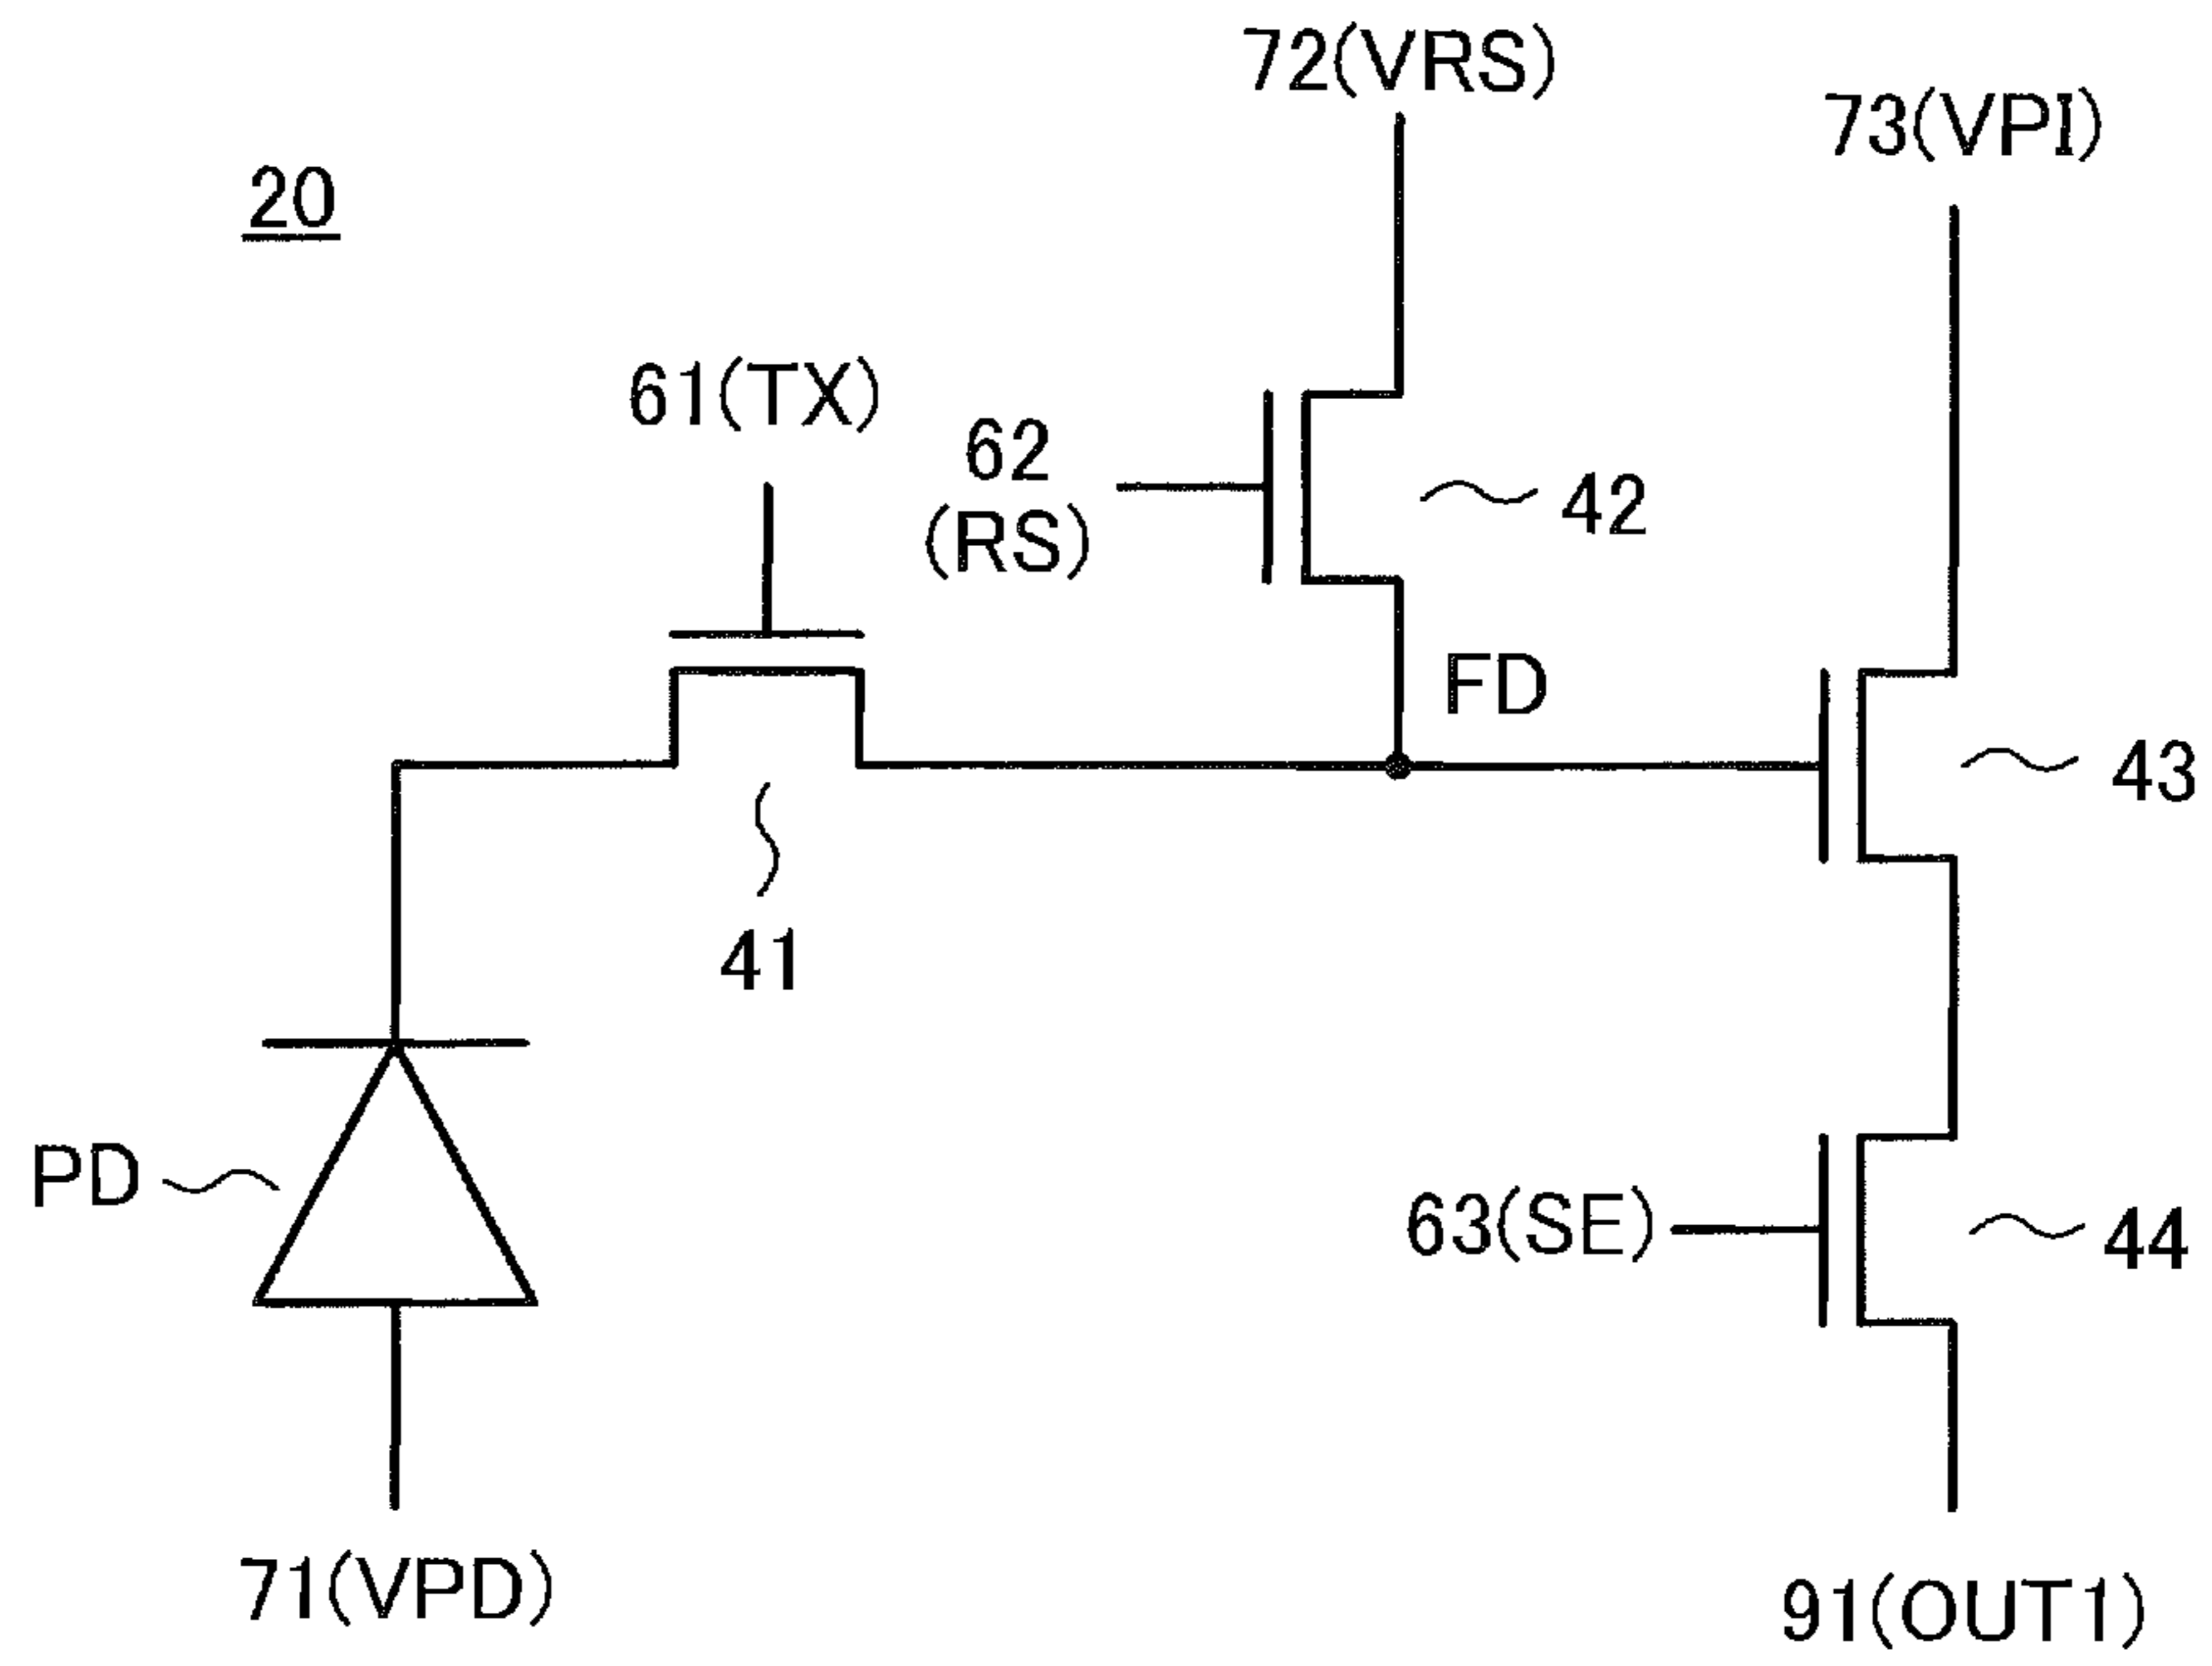 72(VRS)
73(VPI)
20
61(TX)
62
(RS)
42
FD
43
41
PD
63(SE)
44
71(VPD)
91(OUT1)